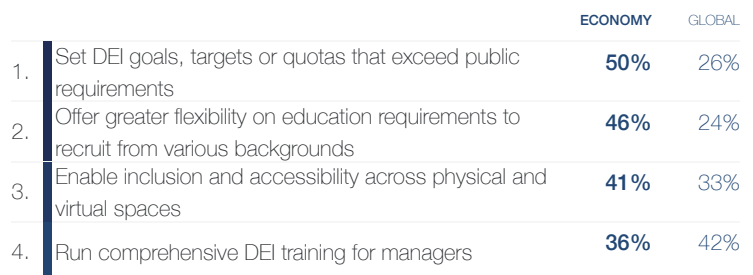 ECONOMY GLOBAL
1. Set DEI goals, targets or quotas that exceed public
requirements 50% 26%
2. Offer greater flexibility on education requirements to
recruit from various backgrounds 46% 24%
3. Enable inclusion and accessibility across physical and
virtual spaces 41% 33%
4. Run comprehensive DEI training for managers 36% 42%